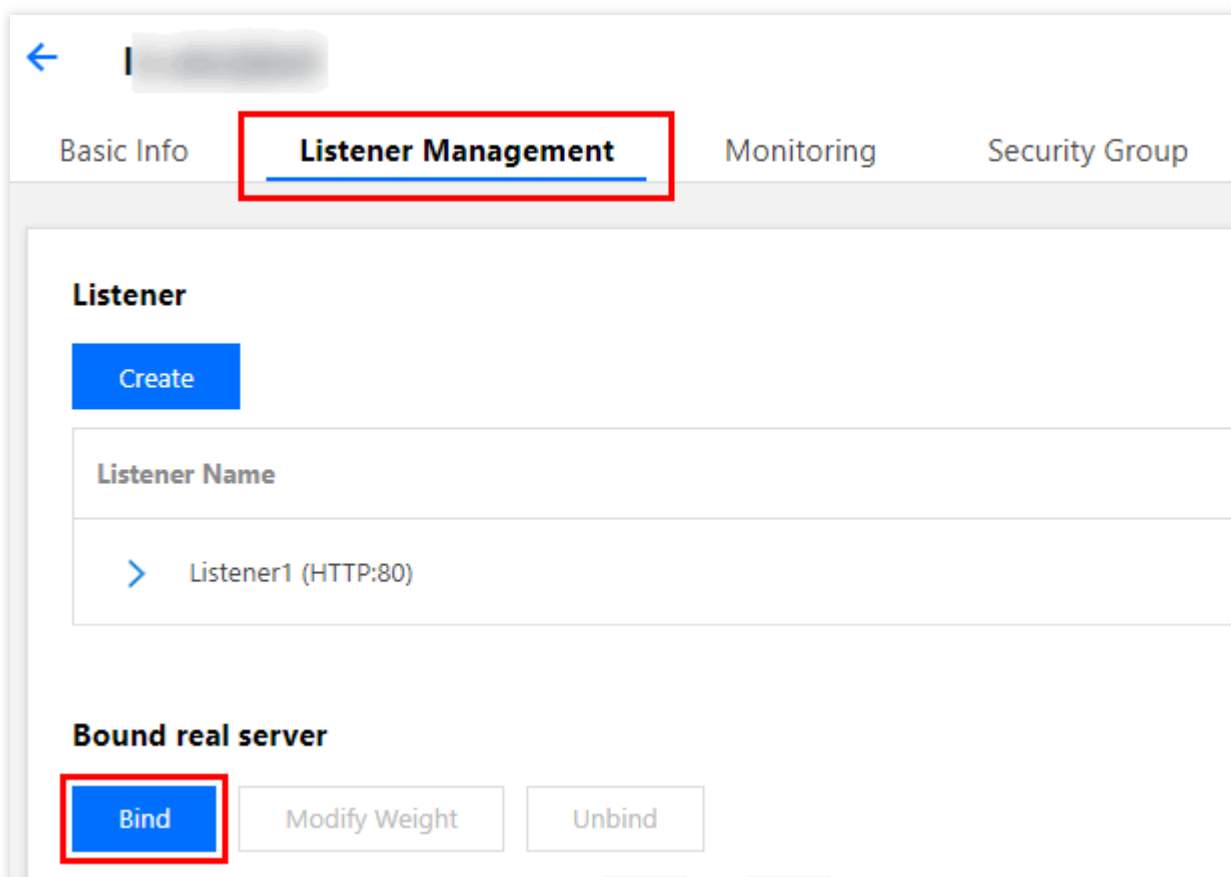 Basic Info Listener Management Monitoring Security Group
Listener
Create
Listener Name
Listener1 (HTTP:80)
Bound real server
Bind Modify Weight Unbind